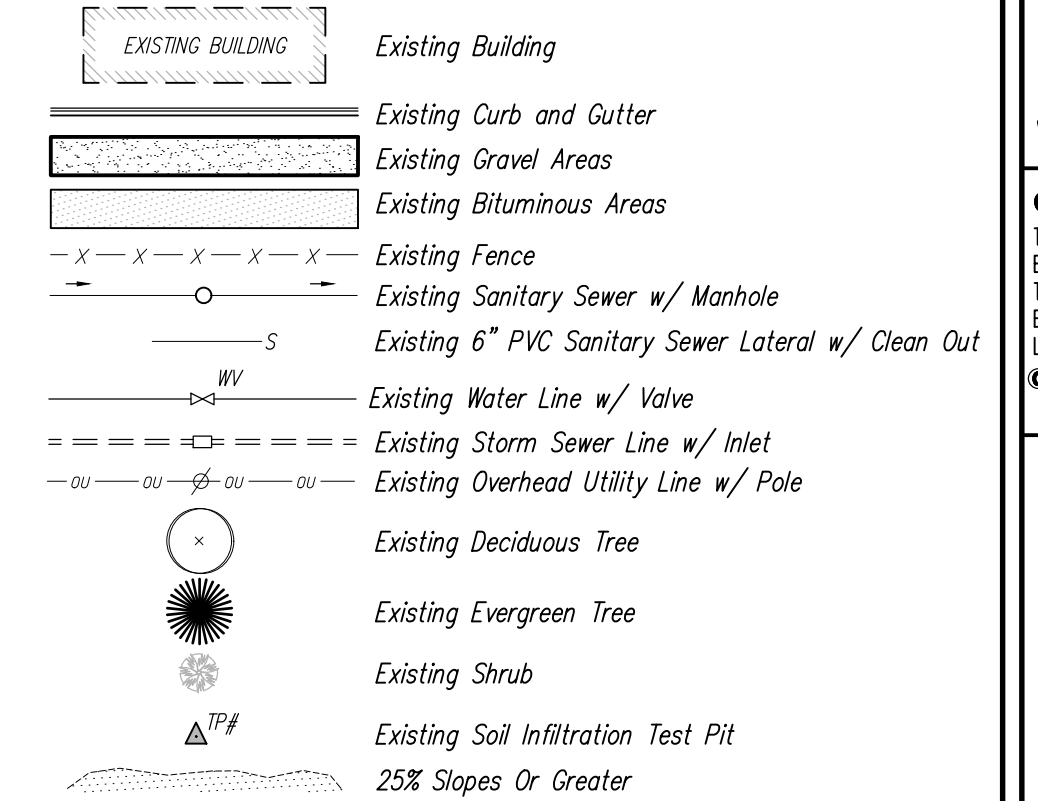 EXISTING BUILDING Existing Building
Existing Curb and Gutter
Existing Gravel Areas
Existing Bituminous Areas
X X X X X Existing Fence
Existing Sanitary Sewer w/ Manhole
S Existing 6" PVC Sanitary Sewer Lateral w/ Clean Out
WV
Existing Water Line w/ Valve
Existing Storm Sewer Line w/ Inlet
OU OU OU OU Existing Overhead Utility Line w/ Pole
Existing Deciduous Tree
Existing Evergreen Tree
Existing Shrub
TP# Existing Soil Infiltration Test Pit
25% Slopes Or Greater